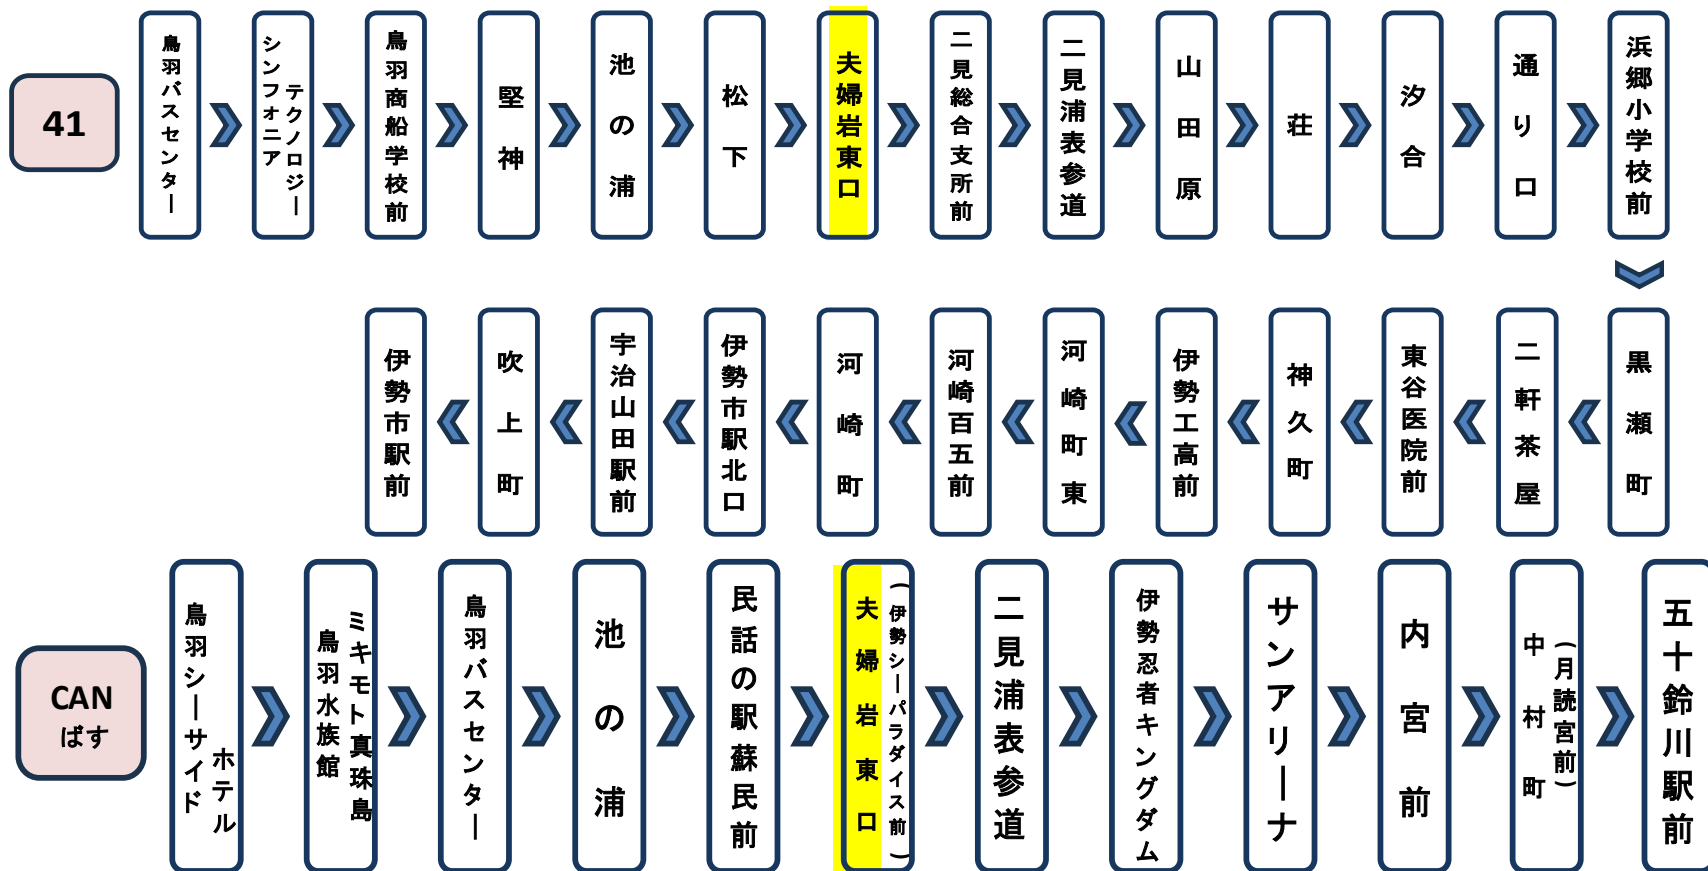 41
鳥羽バスセンター
シンフォニア
テクノロジー
鳥羽商船学校前
堅神
池の浦
松下
夫婦岩東口
二見総合支所前
二見浦表参道
山田原
荘
汐合
通り口
浜郷小学校前
黒瀬町
二軒茶屋
東谷医院前
神久町
伊勢工高前
河崎町東
河崎百五前
河崎町
伊勢市駅北口
宇治山田駅前
吹上町
伊勢市駅前
CAN
ばす
鳥羽シーサイド
ホテル
ミキモト真珠島
鳥羽水族館
鳥羽バスセンター
池の浦
民話の駅蘇民前
夫婦岩東口
(伊勢シーパラダイス前)
二見浦表参道
伊勢忍者キングダム
サンアリーナ
内宮前
中村町
(月読宮前)
五十鈴川駅前